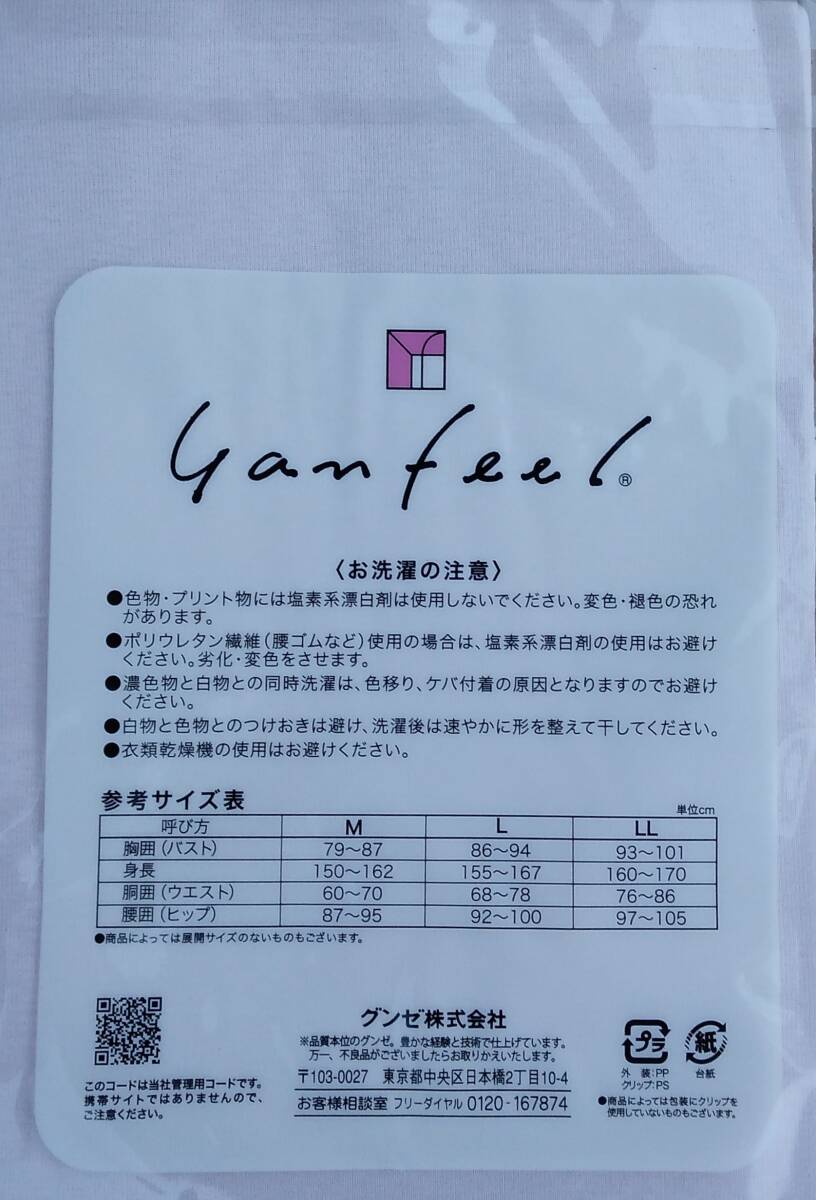 yanfeel®
〈お洗濯の注意〉
●色物・プリント物には塩素系漂白剤は使用しないでください。変色・褪色の恐れ
があります。
●ポリウレタン繊維(腰ゴムなど)使用の場合は、塩素系漂白剤の使用はお避け
ください。劣化・変色をさせます。
●濃色物と白物との同時洗濯は、色移り、ケバ付着の原因となりますのでお避け
ください。
●白物と色物とのつけおきは避け、洗濯後は速やかに形を整えて干してください。
●衣類乾燥機の使用はお避けください。
参考サイズ表
単位cm
呼び方 M L LL
胸囲(バスト) 79〜87 86〜94 93〜101
身長 150〜162 155〜167 160〜170
胴囲(ウエスト) 60〜70 68〜78 76〜86
腰囲(ヒップ) 87〜95 92〜100 97〜105
●商品によっては展開サイズのないものもございます。
このコードは当社管理用コードです。
携帯サイトではありませんので、
ご注意ください。
グンゼ株式会社
※品質本位のグンゼ。豊かな経験と技術で仕上げています。
万一、不良品がございましたらお取りかえいたします。
〒103-0027 東京都中央区日本橋2丁目10-4
お客様相談室 フリーダイヤル 0120-167874
プラ
外装:PP
クリップ:PS
紙
台紙
●商品によっては包装にクリップを
使用していないものもございます。